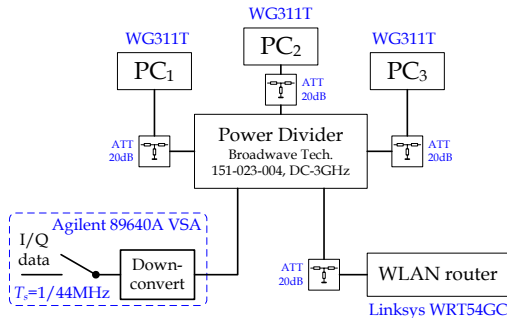 WG311T
WG311T
WG311T
PC1
PC2
PC3
ATT
20dB
ATT
20dB
ATT
20dB
Power Divider
Broadwave Tech.
151-023-004, DC-3GHz
Agilent 89640A VSA
I/Q
data
Down-
convert
Ts=1/44MHz
ATT
20dB
WLAN router
Linksys WRT54GC